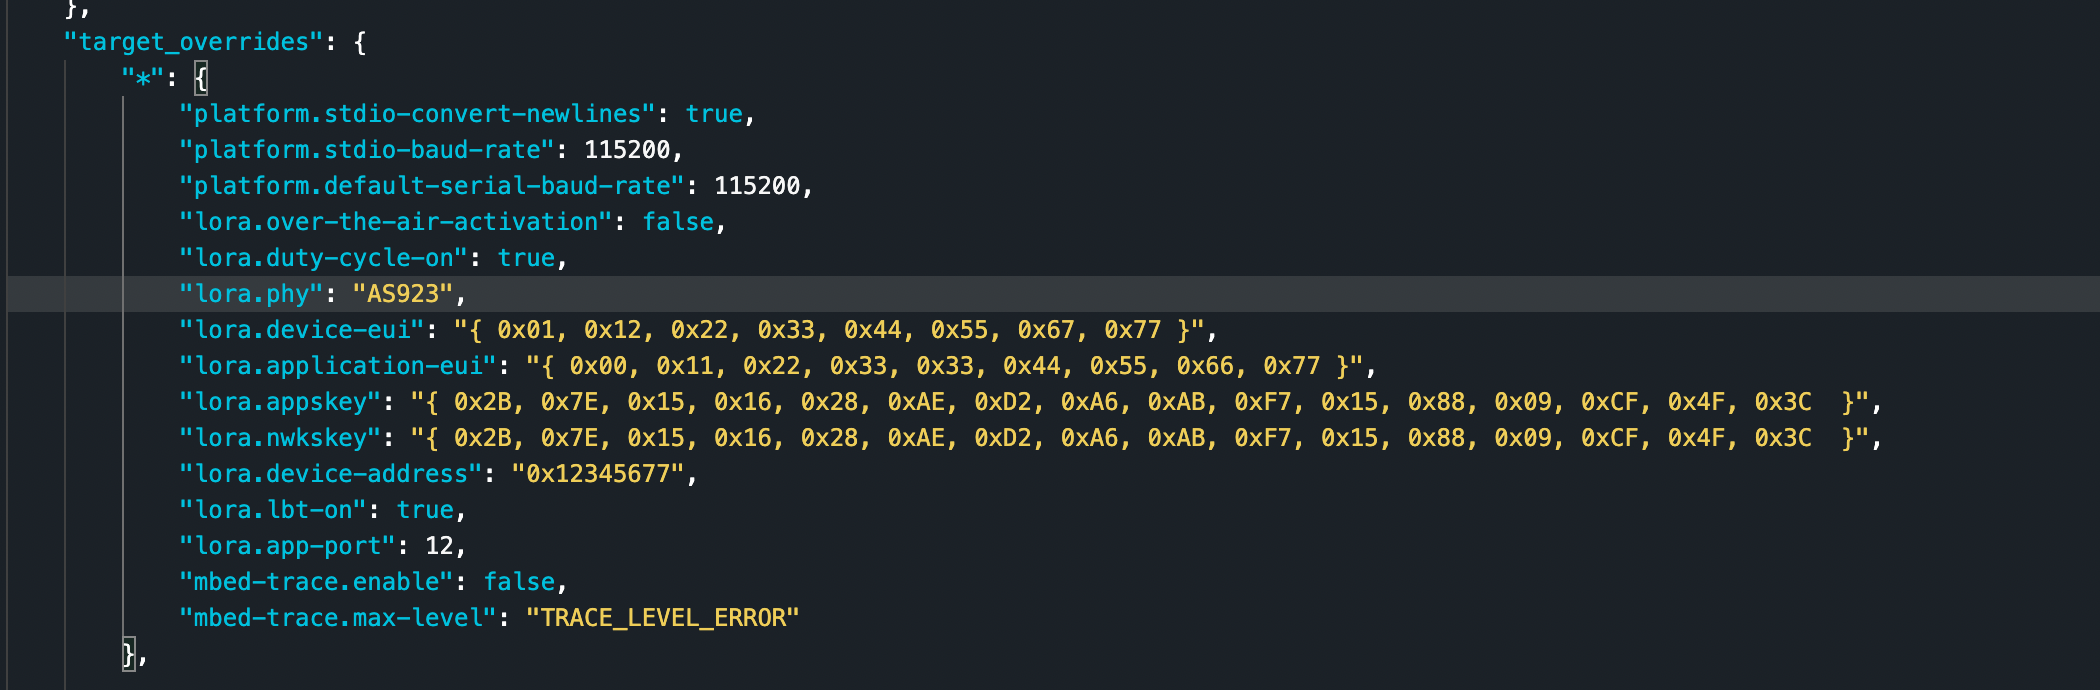 },
"target_overrides": {
"*": {
"platform.stdio-convert-newlines": true,
"platform.stdio-baud-rate": 115200,
"platform.default-serial-baud-rate": 115200,
"lora.over-the-air-activation": false,
"lora.duty-cycle-on": true,
"lora.phy": "AS923",
"lora.device-eui": "{ 0x01, 0x12, 0x22, 0x33, 0x44, 0x55, 0x67, 0x77 }",
"lora.application-eui": "{ 0x00, 0x11, 0x22, 0x33, 0x33, 0x44, 0x55, 0x66, 0x77 }",
"lora.appskey": "{ 0x2B, 0x7E, 0x15, 0x16, 0x28, 0xAE, 0xD2, 0xA6, 0xAB, 0xF7, 0x15, 0x88, 0x09, 0xCF, 0x4F, 0x3C  }",
"lora.nwkskey": "{ 0x2B, 0x7E, 0x15, 0x16, 0x28, 0xAE, 0xD2, 0xA6, 0xAB, 0xF7, 0x15, 0x88, 0x09, 0xCF, 0x4F, 0x3C  }",
"lora.device-address": "0x12345677",
"lora.lbt-on": true,
"lora.app-port": 12,
"mbed-trace.enable": false,
"mbed-trace.max-level": "TRACE_LEVEL_ERROR"
},